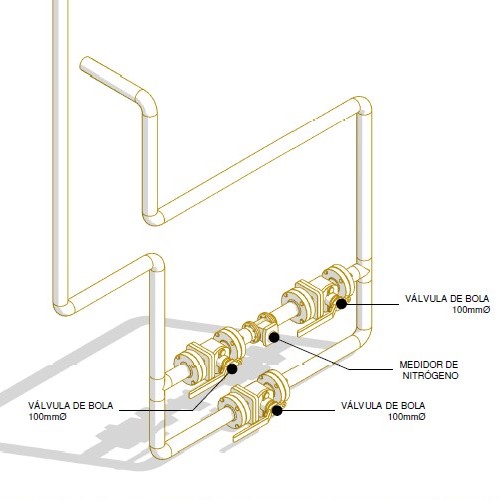 VÁLVULA DE BOLA
100mmØ
MEDIDOR DE
NITRÓGENO
VÁLVULA DE BOLA
100mmØ
VÁLVULA DE BOLA
100mmØ